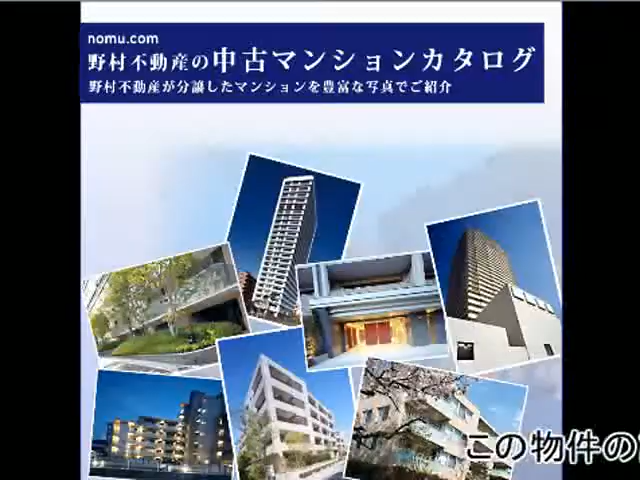 nomu.com
野村不動産の中古マンションカタログ
野村不動産が分譲したマンションを豊富な写真でご紹介
この物件の